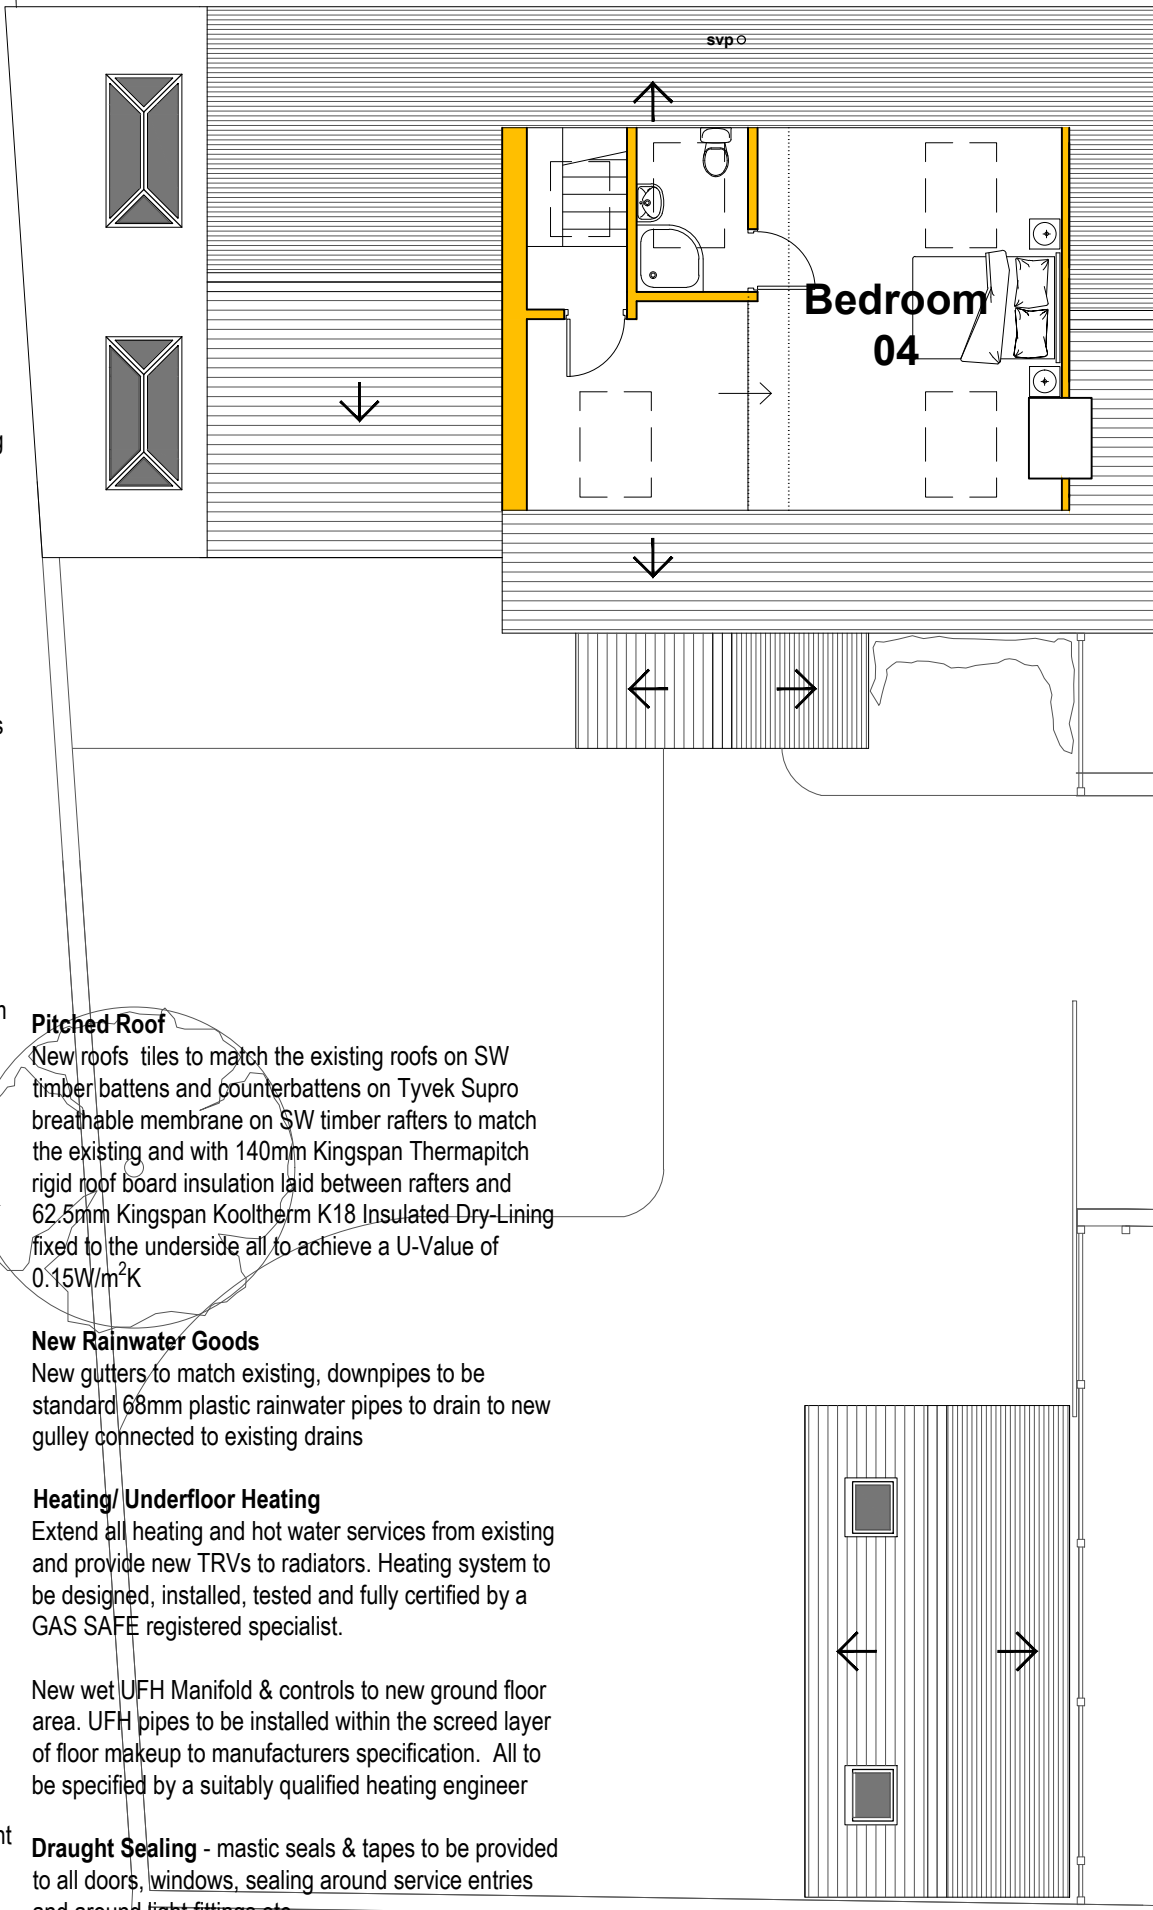 svp
Bedroom
04
g
s
n
Pitched Roof
New roofs tiles to match the existing roofs on SW
timber battens and counterbattens on Tyvek Supro
breathable membrane on SW timber rafters to match
the existing and with 140mm Kingspan Thermapitch
rigid roof board insulation laid between rafters and
62.5mm Kingspan Kooltherm K18 Insulated Dry-Lining
fixed to the underside all to achieve a U-Value of
0.15W/m²K
New Rainwater Goods
New gutters to match existing, downpipes to be
standard 68mm plastic rainwater pipes to drain to new
gulley connected to existing drains
Heating/ Underfloor Heating
Extend all heating and hot water services from existing
and provide new TRVs to radiators. Heating system to
be designed, installed, tested and fully certified by a
GAS SAFE registered specialist.
New wet UFH Manifold & controls to new ground floor
area. UFH pipes to be installed within the screed layer
of floor makeup to manufacturers specification. All to
be specified by a suitably qualified heating engineer
nt
Draught Sealing - mastic seals & tapes to be provided
to all doors, windows, sealing around service entries
and around light fittings etc